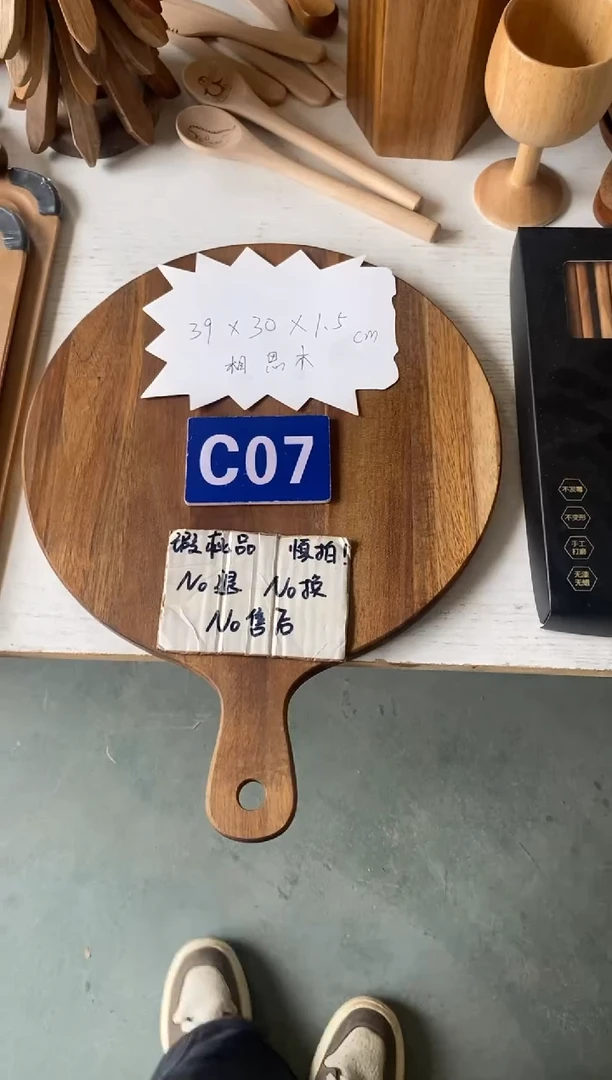 39 × 30 × 1.5 cm
相思木
C07
瑕疵品 慎拍!
No退 No换
No售后
不发霉
不变形
手工
打磨
无漆
无蜡